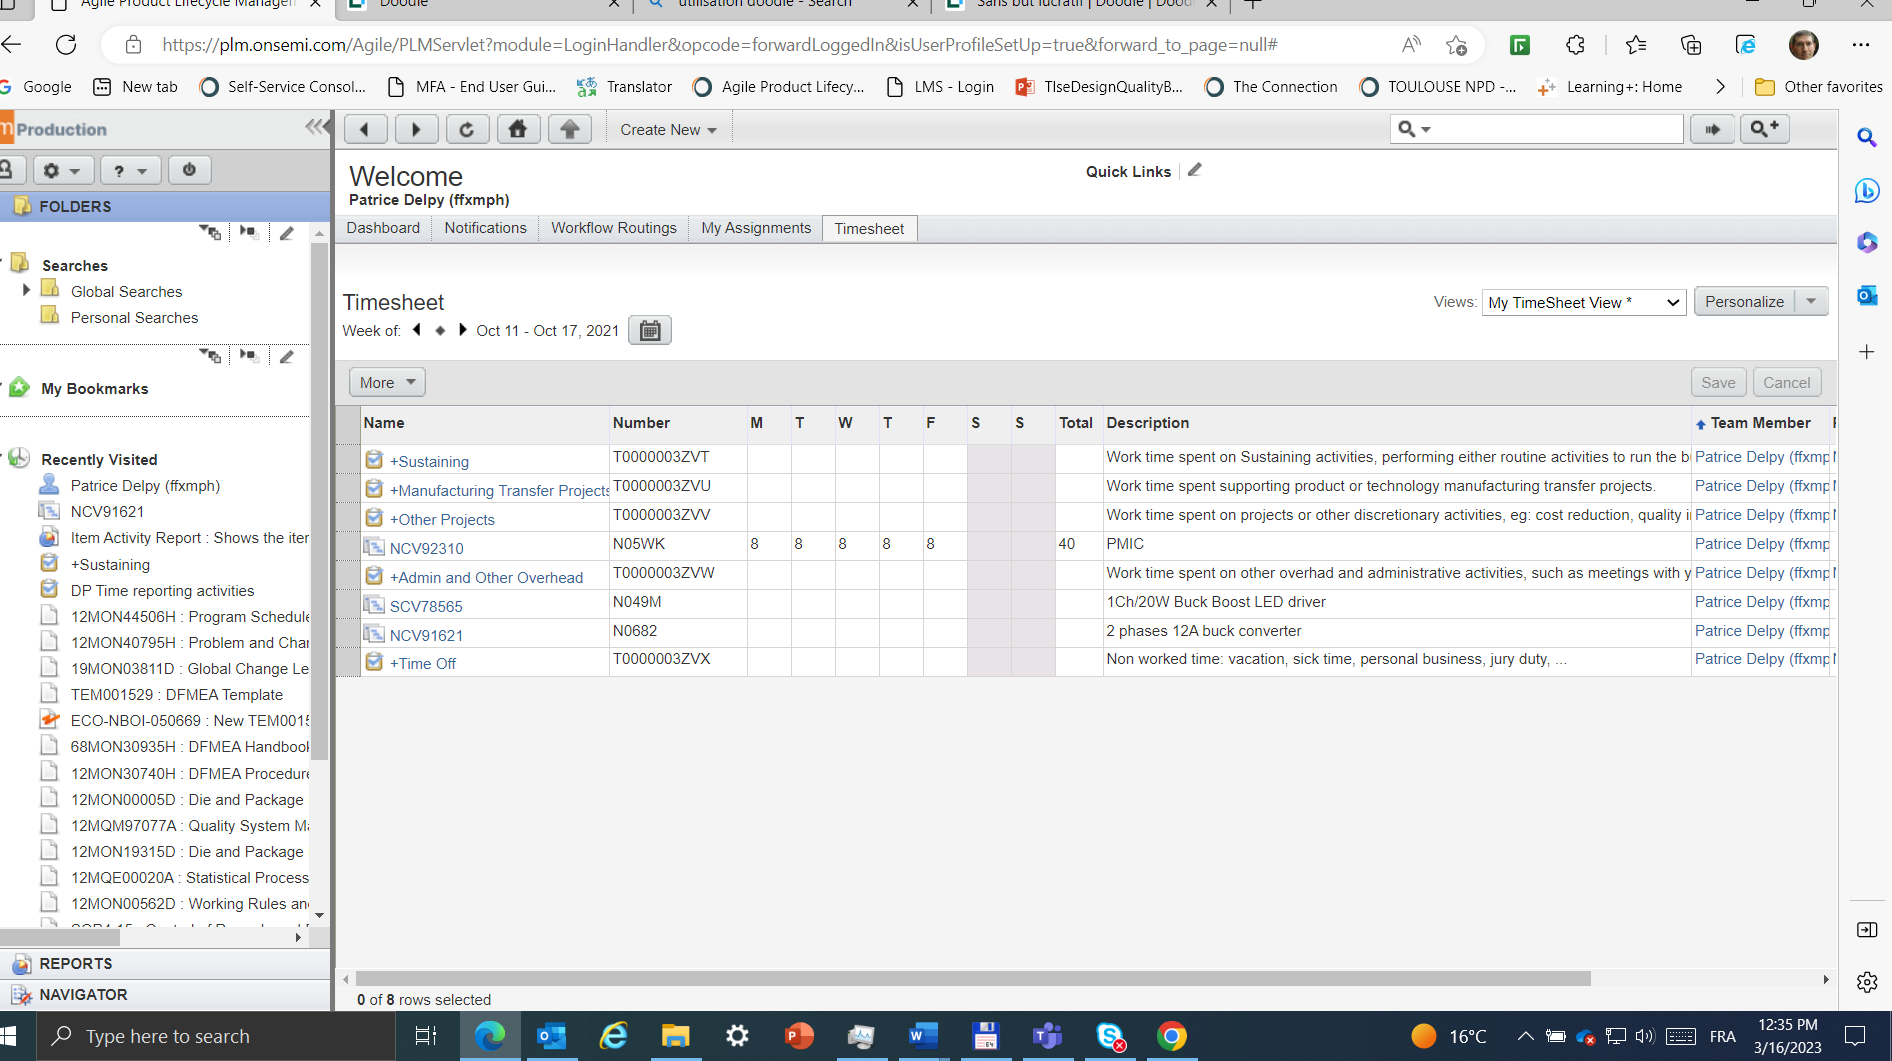 Agile Product Lifecycle Managem
Doodle
utilisation doodle - Search
Sans but lucratif | Doodle | Dood
https://plm.onsemi.com/Agile/PLMServlet?module=LoginHandler&opcode=forwardLoggedIn&isUserProfileSetUp=true&forward_to_page=null#
Google
New tab
Self-Service Consol...
MFA - End User Gui...
Translator
Agile Product Lifecy...
LMS - Login
TlseDesignQualityB...
The Connection
TOULOUSE NPD -...
Learning+: Home
Other favorites
Production
Create New
FOLDERS
Welcome
Patrice Delpy (ffxmph)
Quick Links
Dashboard
Notifications
Workflow Routings
My Assignments
Timesheet
Searches
Global Searches
Personal Searches
My Bookmarks
Recently Visited
Patrice Delpy (ffxmph)
NCV91621
Item Activity Report : Shows the iter
+Sustaining
DP Time reporting activities
12MON44506H : Program Schedule
12MON40795H : Problem and Char
19MON03811D : Global Change Le
TEM001529 : DFMEA Template
ECO-NBOI-050669 : New TEM0015
68MON30935H : DFMEA Handbook
12MON30740H : DFMEA Procedure
12MON00005D : Die and Package
12MQM97077A : Quality System Ma
12MON19315D : Die and Package
12MQE00020A : Statistical Process
12MON00562D : Working Rules and
REPORTS
NAVIGATOR
Timesheet
Week of: Oct 11 - Oct 17, 2021
Views: My TimeSheet View *
Personalize
More
Save
Cancel
Name Number M T W T F S S Total Description Team Member
+Sustaining T0000003ZVT Work time spent on Sustaining activities, performing either routine activities to run the b Patrice Delpy (ffxmp
+Manufacturing Transfer Projects T0000003ZVU Work time spent supporting product or technology manufacturing transfer projects. Patrice Delpy (ffxmp
+Other Projects T0000003ZVV Work time spent on projects or other discretionary activities, eg: cost reduction, quality i Patrice Delpy (ffxmp
NCV92310 N05WK 8 8 8 8 8 40 PMIC Patrice Delpy (ffxmp
+Admin and Other Overhead T0000003ZVW Work time spent on other overhad and administrative activities, such as meetings with y Patrice Delpy (ffxmp
SCV78565 N049M 1Ch/20W Buck Boost LED driver Patrice Delpy (ffxmp
NCV91621 N0682 2 phases 12A buck converter Patrice Delpy (ffxmp
+Time Off T0000003ZVX Non worked time: vacation, sick time, personal business, jury duty, ... Patrice Delpy (ffxmp
0 of 8 rows selected
Type here to search
16°C
FRA
12:35 PM
3/16/2023